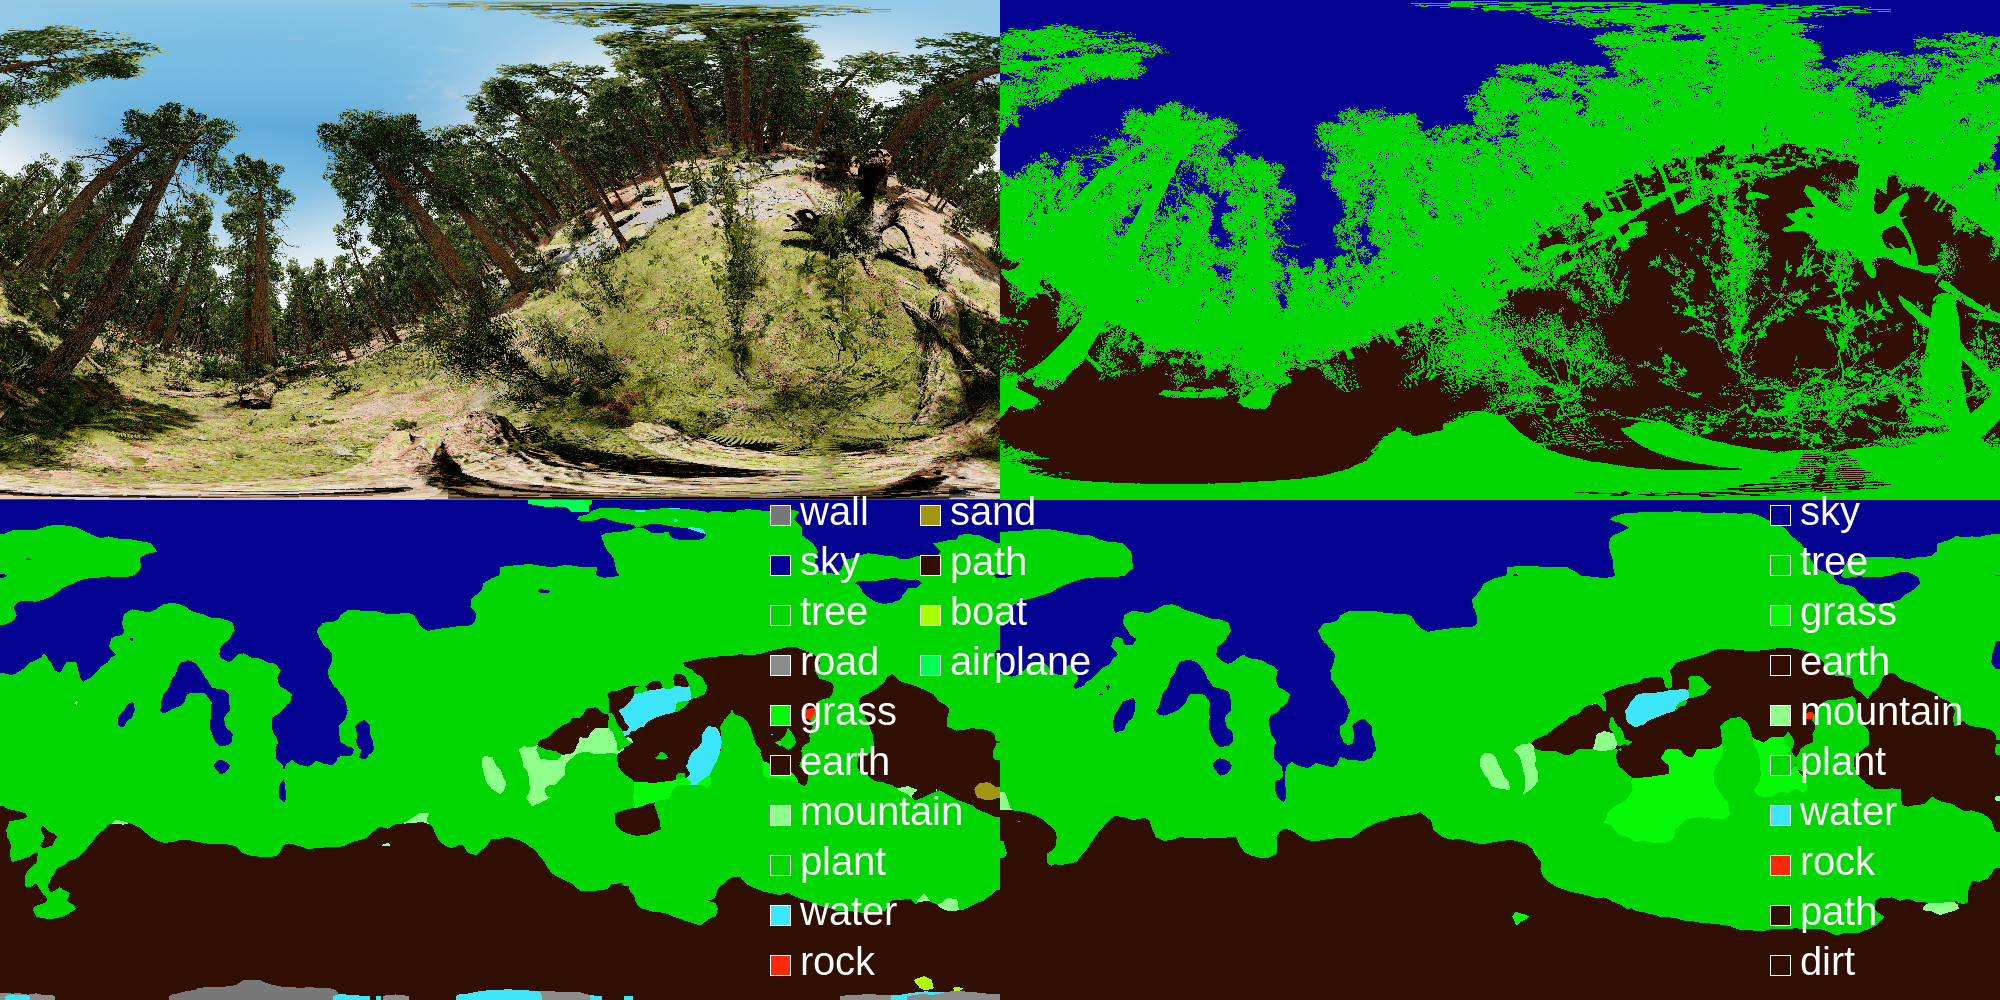 wall
sky
tree
road
grass
earth
mountain
plant
water
rock
sand
path
boat
airplane
sky
tree
grass
earth
mountain
plant
water
rock
path
dirt